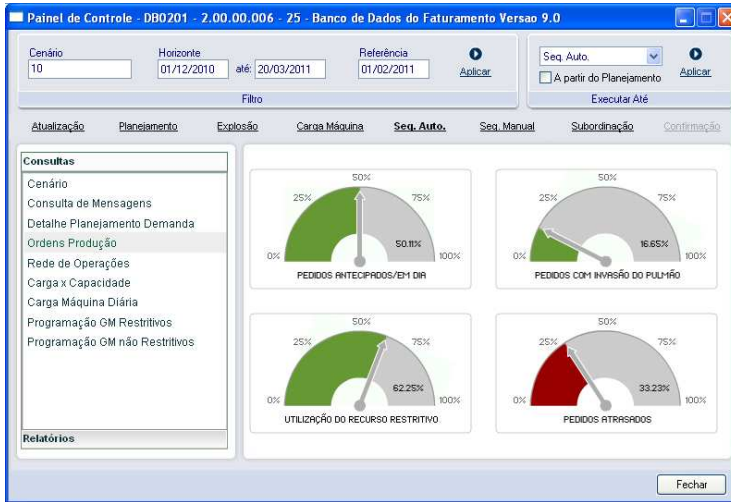 Painel de Controle - DB0201 - 2.00.00.006 - 25 - Banco de Dados do Faturamento Versao 9.0
Cenário Horizonte Referência
10 01/12/2010 até: 20/03/2011 01/02/2011 Aplicar
Filtro
Seq. Auto.
A partir do Planejamento Aplicar
Executar Até
Atualização Planejamento Explosão Carga Máquina Seq. Auto. Seq. Manual Subordinação Confirmação
Consultas
Cenário
Consulta de Mensagens
Detalhe Planejamento Demanda
Ordens Produção
Rede de Operações
Carga x Capacidade
Carga Máquina Diária
Programação GM Restritivos
Programação GM não Restritivos
Relatórios
0% 25% 50% 75% 100%
50.11%
PEDIDOS ANTECIPADOS/EM DIA
0% 25% 50% 75% 100%
16.65%
PEDIDOS COM INVASÃO DO PULMÃO
0% 25% 50% 75% 100%
62.25%
UTILIZAÇÃO DO RECURSO RESTRITIVO
0% 25% 50% 75% 100%
33.23%
PEDIDOS ATRASADOS
Fechar